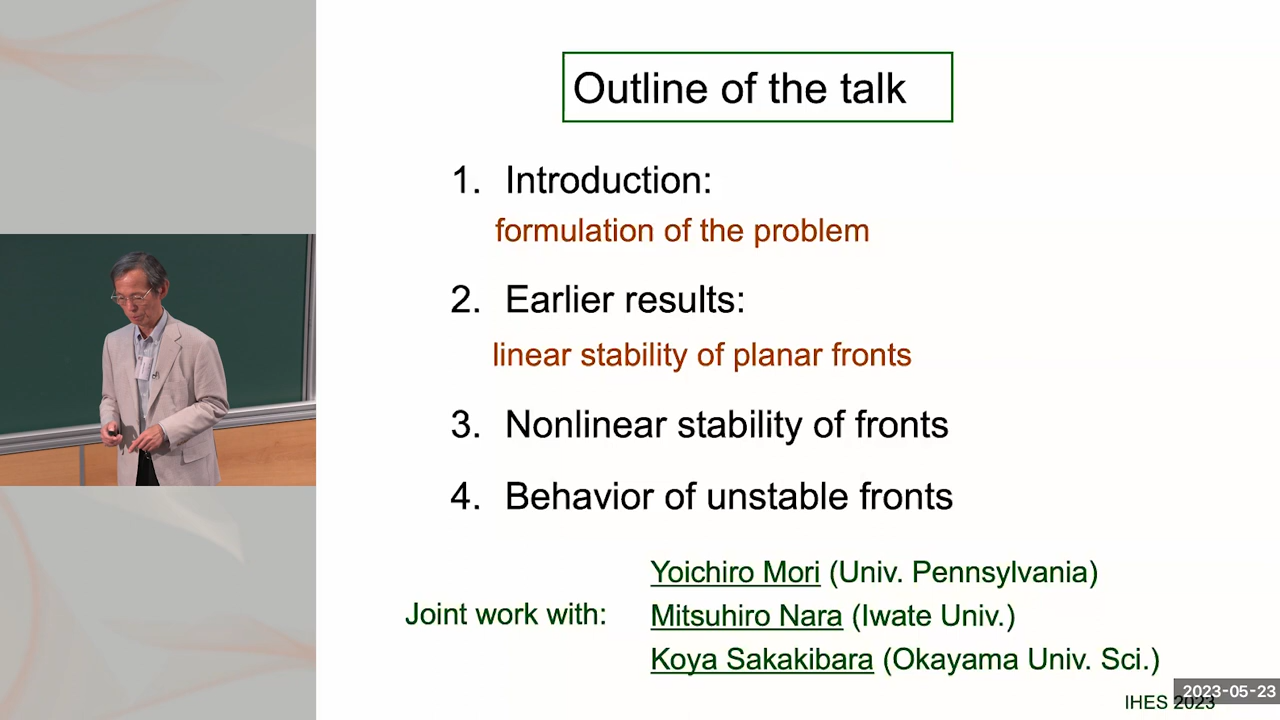 Outline of the talk
1. Introduction:
formulation of the problem
2. Earlier results:
linear stability of planar fronts
3. Nonlinear stability of fronts
4. Behavior of unstable fronts
Joint work with:
Yoichiro Mori (Univ. Pennsylvania)
Mitsuhiro Nara (Iwate Univ.)
Koya Sakakibara (Okayama Univ. Sci.)
IHES 2023
2023-05-23